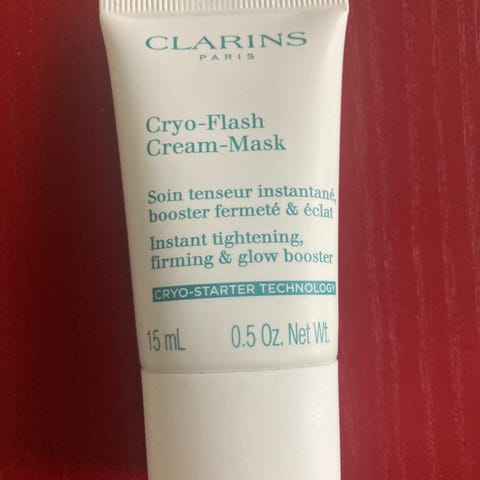 CLARINS
PARIS
Cryo-Flash
Cream-Mask
Soin tenseur instantané,
booster fermeté & éclat
Instant tightening,
firming & glow booster
CRYO-STARTER TECHNOLOGY
15 mL 0.5 Oz. Net Wt.